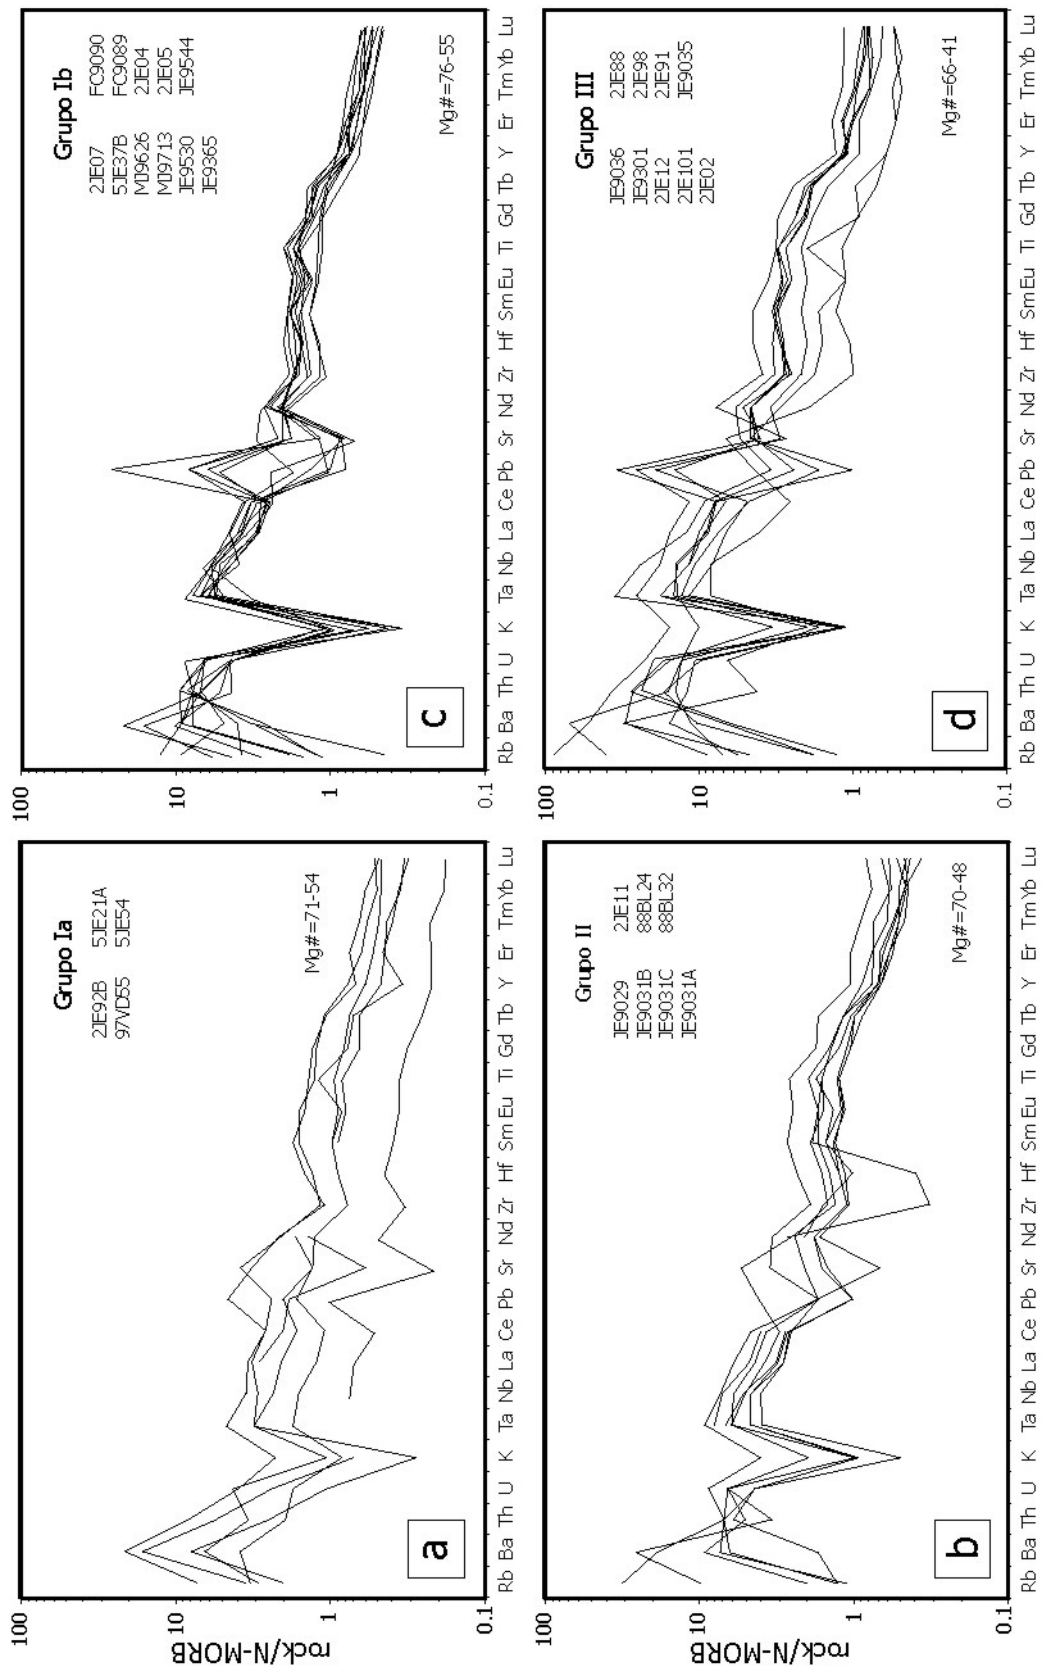 100
10
1
0.1
rock/N-MORB
Grupo Ia
2JE92B 5JE21A
97VD55 5JE54
Mg#=71-54
a
Rb Ba Th U K Ta Nb La Ce Pb Sr Nd Zr Hf Sm Eu Ti Gd Tb Y Er Tm Yb Lu
100
10
1
0.1
Grupo Ib
2JE07 FC9090
5JE37B FC9089
MJ9626 2JE04
MJ9713 2JE05
JE9530 JE9544
JE9365
Mg#=76-55
c
Rb Ba Th U K Ta Nb La Ce Pb Sr Nd Zr Hf Sm Eu Ti Gd Tb Y Er Tm Yb Lu
100
10
1
0.1
rock/N-MORB
Grupo II
JE9029 2JE11
JE9031B 88BL24
JE9031C 88BL32
JE9031A
Mg#=70-48
b
Rb Ba Th U K Ta Nb La Ce Pb Sr Nd Zr Hf Sm Eu Ti Gd Tb Y Er Tm Yb Lu
100
10
1
0.1
Grupo III
JE9036 2JE88
JE9301 2JE98
2JE12 2JE91
2JE101 JE9035
2JE02
Mg#=66-41
d
Rb Ba Th U K Ta Nb La Ce Pb Sr Nd Zr Hf Sm Eu Ti Gd Tb Y Er Tm Yb Lu